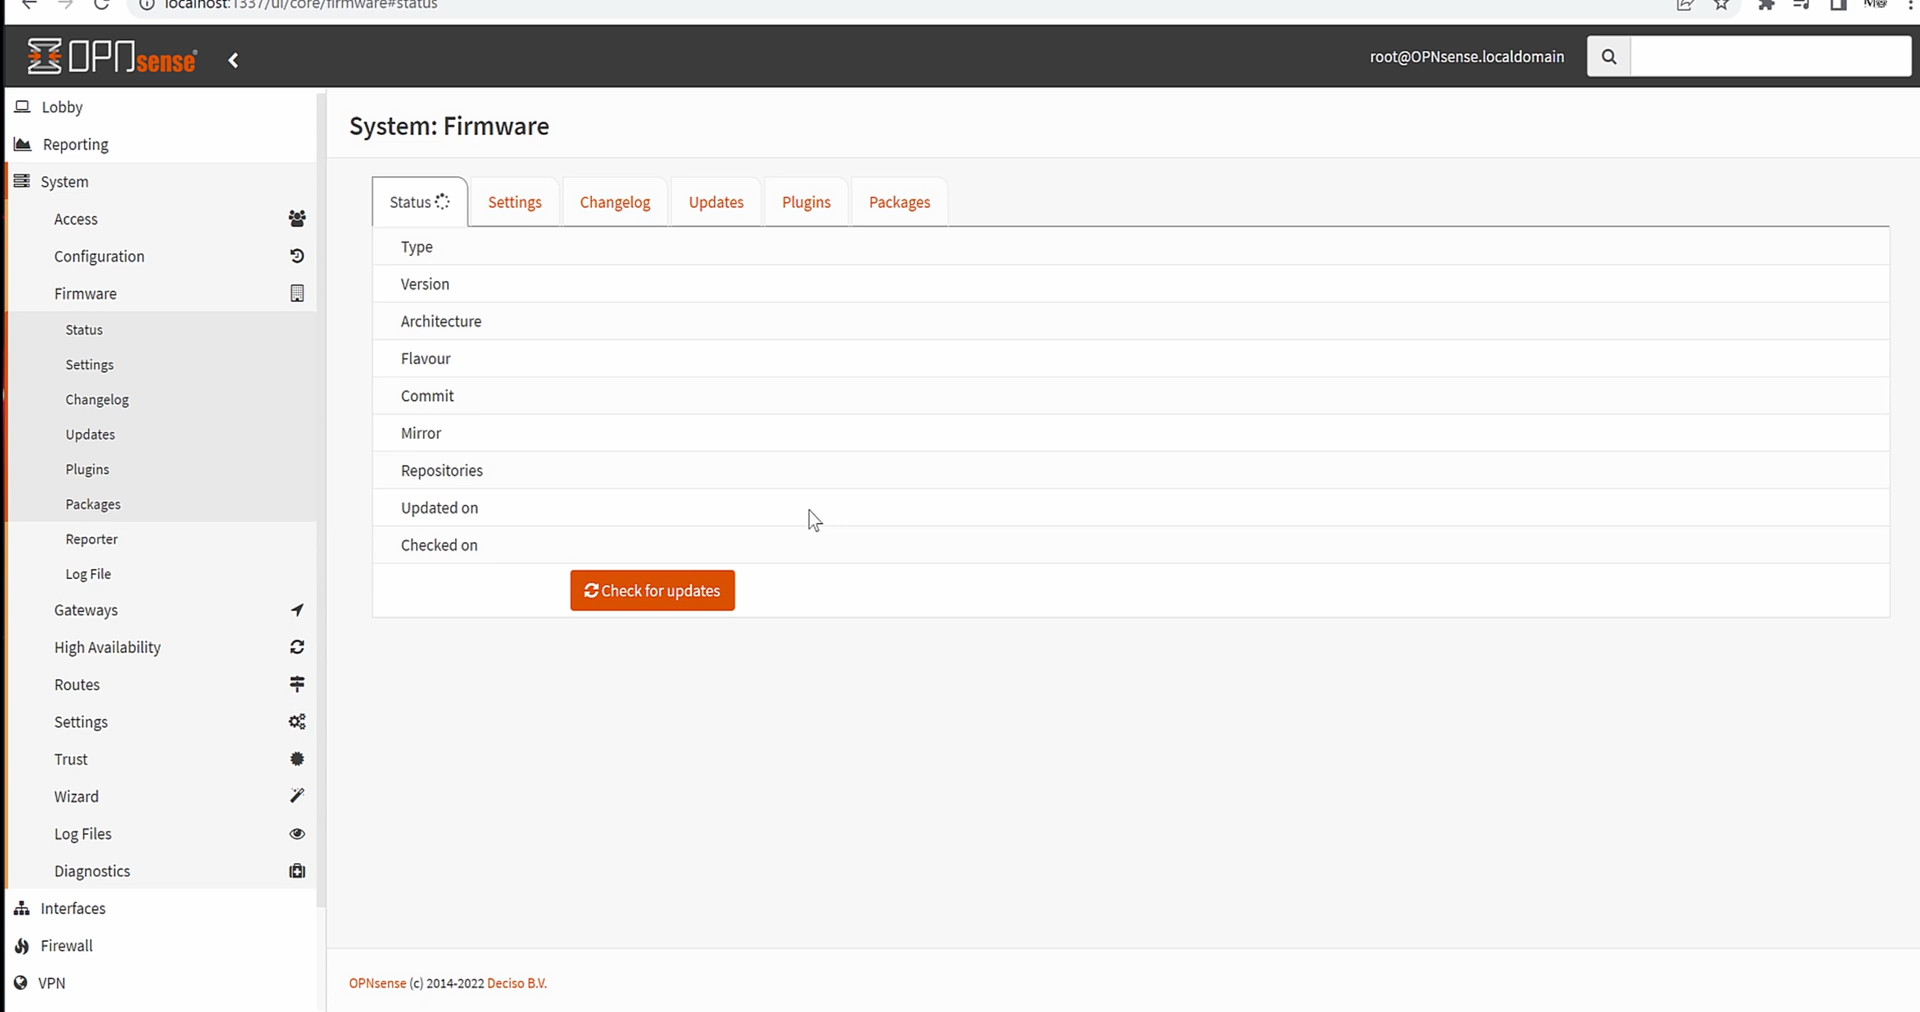 localhost:1337/ui/core/firmware#status
OPNsense
root@OPNsense.localdomain
Lobby
Reporting
System
Access
Configuration
Firmware
Status
Settings
Changelog
Updates
Plugins
Packages
Reporter
Log File
Gateways
High Availability
Routes
Settings
Trust
Wizard
Log Files
Diagnostics
Interfaces
Firewall
VPN
System: Firmware
Status
Settings
Changelog
Updates
Plugins
Packages
Type
Version
Architecture
Flavour
Commit
Mirror
Repositories
Updated on
Checked on
Check for updates
OPNsense (c) 2014-2022 Deciso B.V.